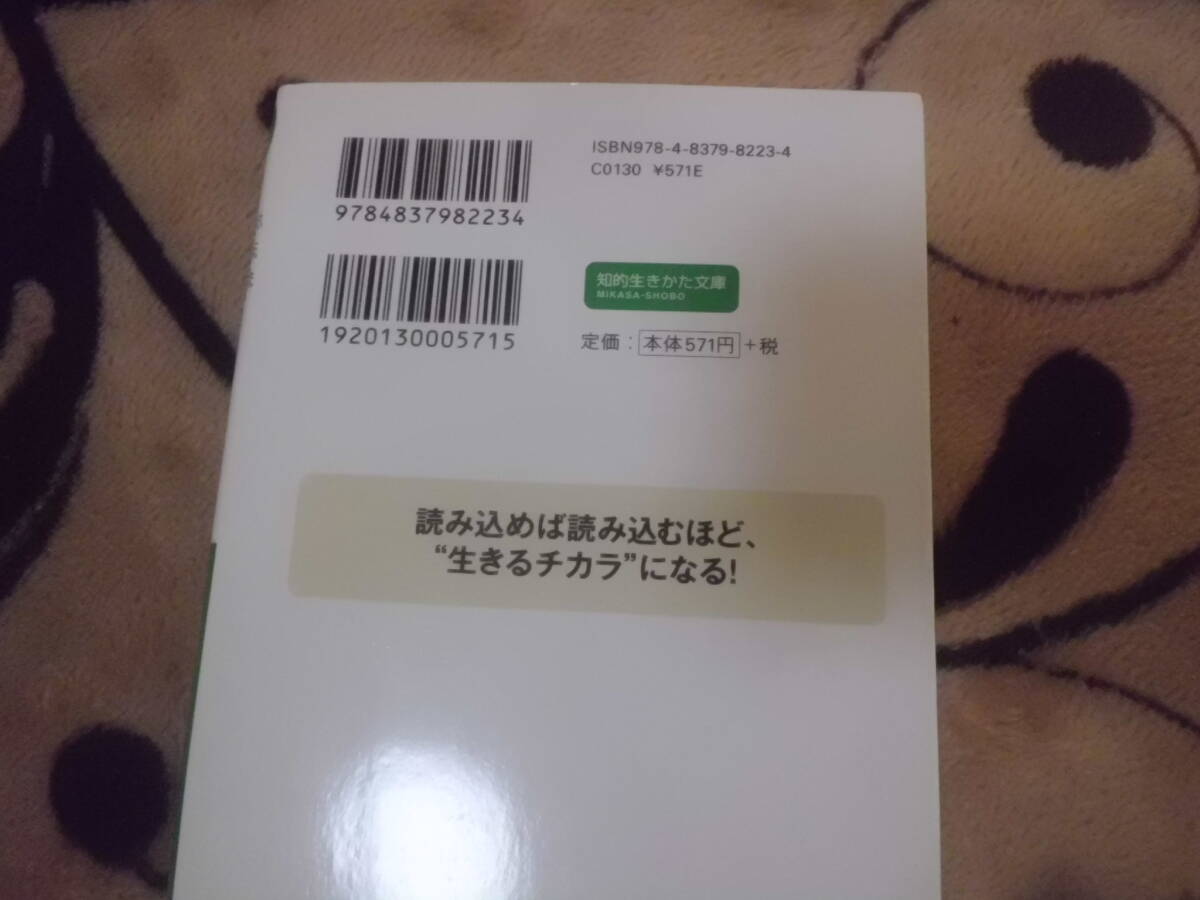 ISBN978-4-8379-8223-4
C0130 ¥571E
9784837982234
1920130005715
知的生きかた文庫
MIKASA-SHOBO
定価：本体571円+税
読み込めば読み込むほど、
“生きるチカラ”になる！